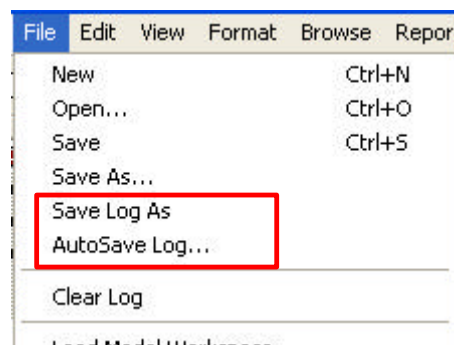 File Edit View Format Browse Repor
New Ctrl+N
Open... Ctrl+O
Save Ctrl+S
Save As...
Save Log As
AutoSave Log...
Clear Log